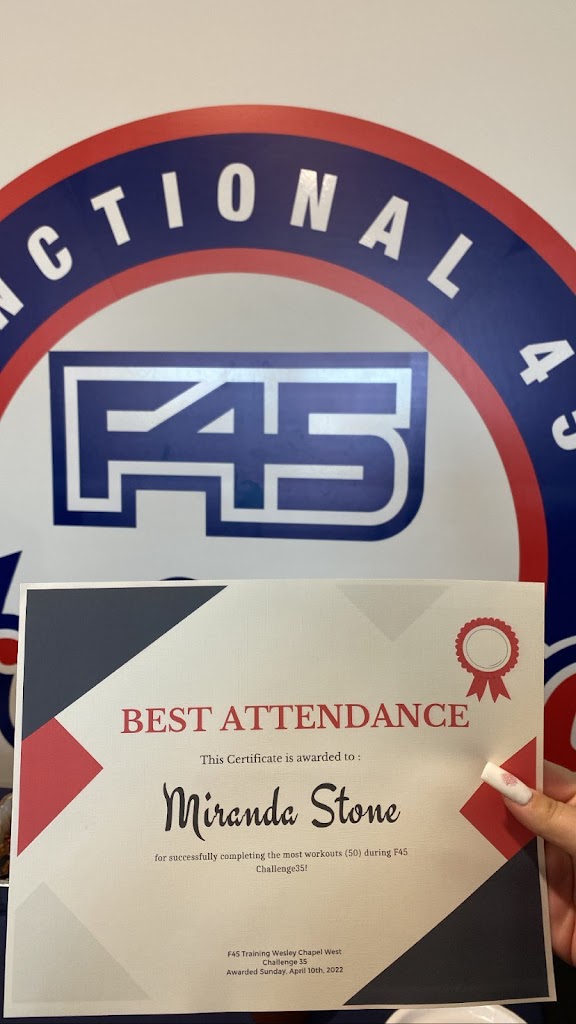 NCTIONAL 45
F45
BEST ATTENDANCE
This Certificate is awarded to :
Miranda Stone
for successfully completing the most workouts (50) during F45
Challenge35!
F45 Training Wesley Chapel West
Challenge 35
Awarded Sunday, April 10th, 2022